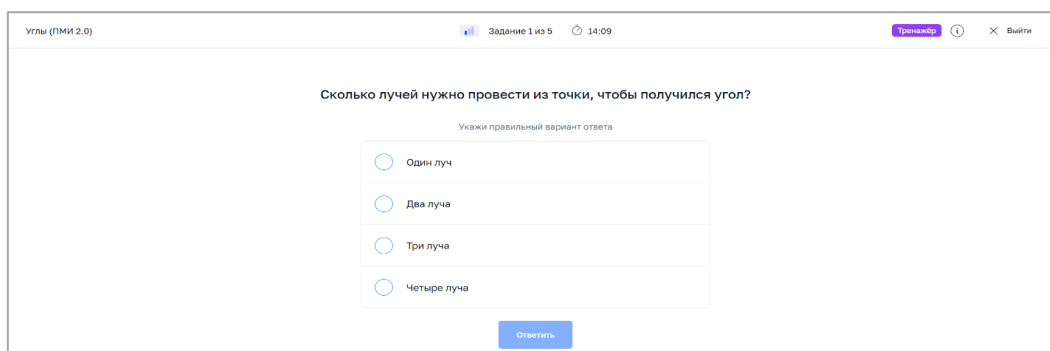 Углы (ПМИ 2.0)
Задание 1 из 5
14:09
Тренажёр
Выйти
Сколько лучей нужно провести из точки, чтобы получился угол?
Укажи правильный вариант ответа
Один луч
Два луча
Три луча
Четыре луча
Ответить